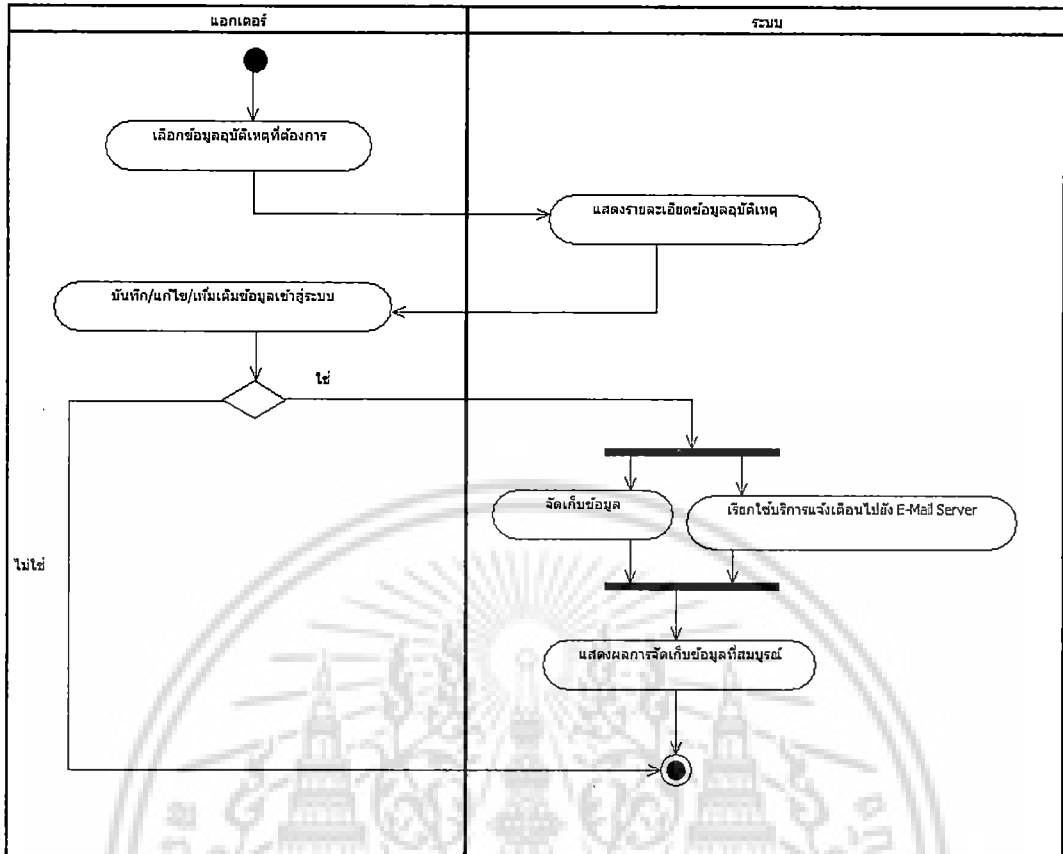 แอกเตอร์
ระบบ
เลือกข้อมูลอุบัติเหตุที่ต้องการ
แสดงรายละเอียดข้อมูลอุบัติเหตุ
บันทึก/แก้ไข/เพิ่มเติมข้อมูลเข้าสู่ระบบ
ใช่
จัดเก็บข้อมูล
เรียกใช้บริการแจ้งเตือนไปยัง E-Mail Server
ไม่ใช่
แสดงผลการจัดเก็บข้อมูลที่สมบูรณ์